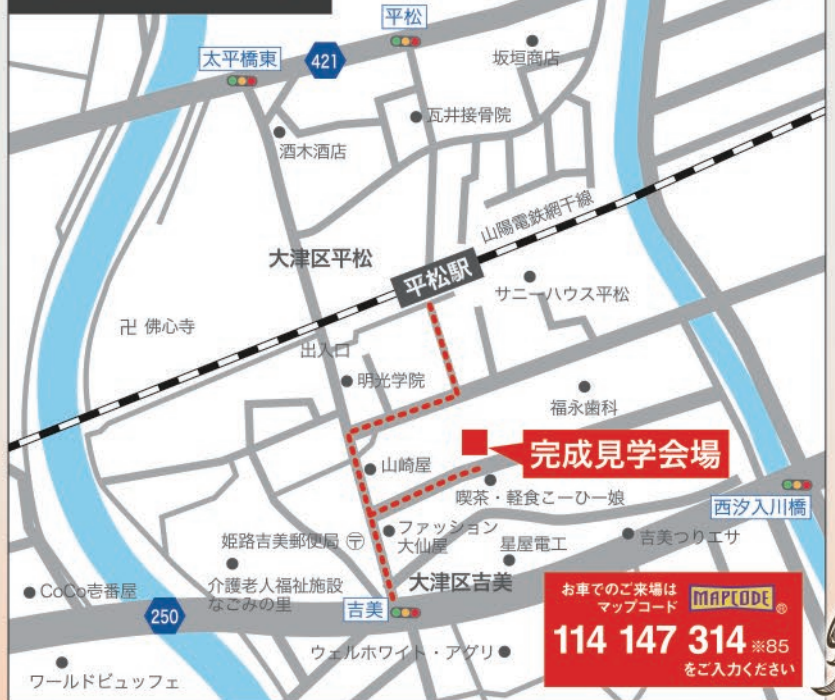 平松
太平橋東
421
坂垣商店
瓦井接骨院
酒木酒店
山陽電鉄網干線
大津区平松
平松駅
サニーハウス平松
卍 佛心寺
出入口
明光学院
福永歯科
完成見学会場
山崎屋
喫茶・軽食こーひー娘
西汐入川橋
ファッション
大仙屋
姫路吉美郵便局 〒
星屋電工
吉美つりエサ
CoCo壱番屋
介護老人福祉施設
なごみの里
大津区吉美
吉美
250
お車でのご来場は
マップコード
MAPCODE ®
114 147 314 ※85
をご入力ください
ウェルホワイト・アグリ
ワールドビュッフェ